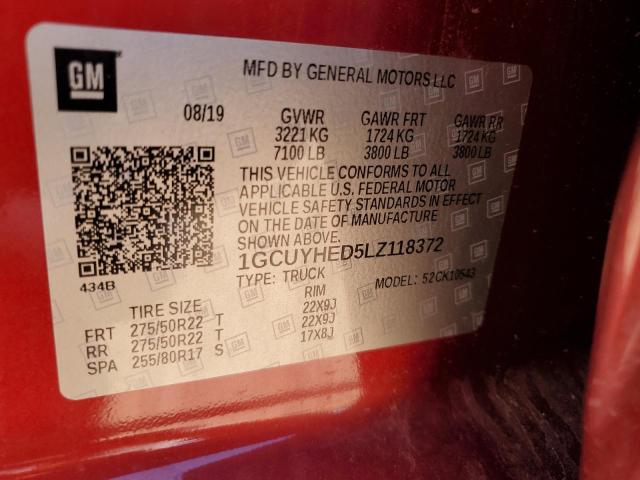 GM
MFD BY GENERAL MOTORS LLC
08/19 GVWR GAWR FRT GAWR RR
3221 KG 1724 KG 1724 KG
7100 LB 3800 LB 3800 LB
THIS VEHICLE CONFORMS TO ALL
APPLICABLE U.S. FEDERAL MOTOR
VEHICLE SAFETY STANDARDS IN EFFECT
ON THE DATE OF MANUFACTURE
SHOWN ABOVE.
1GCUYHED5LZ118372
434B TYPE: TRUCK MODEL: 52CK10543
TIRE SIZE RIM
FRT 275/50R22 T 22X9J
RR 275/50R22 T 22X9J
SPA 255/80R17 S 17X8J